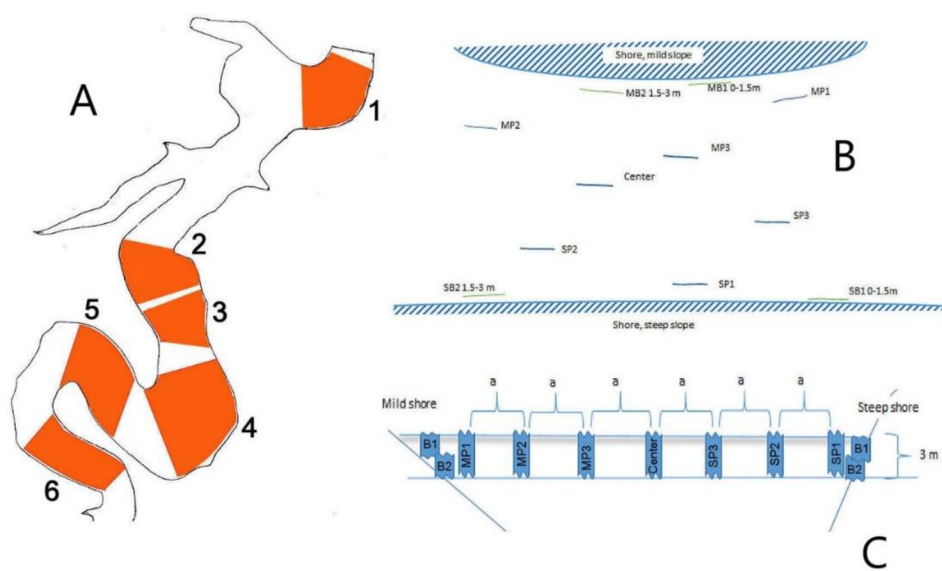 A
1
2
3
4
5
6
Shore, mild slope
MB2 1.5-3 m
MB1 0-1.5m
MP1
MP2
MP3
B
Center
SP3
SP2
SP1
SB2 1.5-3 m
SB1 0-1.5m
Shore, steep slope
a a a a a a
Mild shore
Steep shore
B1
B2
MP1
MP2
MP3
Center
SP3
SP2
SP1
B1
B2
3 m
C